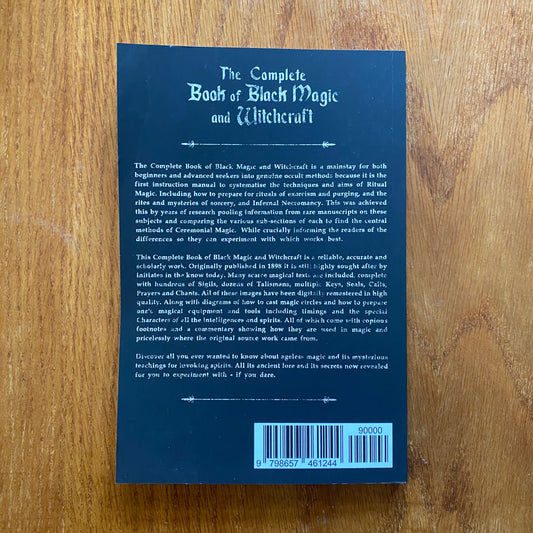 The Complete
Book of Black Magic
and Witchcraft
The Complete Book of Black Magic and Witchcraft is a mainstay for both
beginners and advanced seekers into genuine occult methods because it is the
first instruction manual to systematise the techniques and aims of Ritual
Magic. Including how to prepare for rituals of exorcism and purging, and the
rites and mysteries of sorcery, and Infernal Necromancy. This was achieved
this by years of research pooling information from rare manuscripts on these
subjects and comparing the various sub-sections of each to find the central
methods of Ceremonial Magic. While crucially informing the readers of the
differences so they can experiment with which works best.
This Complete Book of Black Magic and Witchcraft is a reliable, accurate and
scholarly work. Originally published in 1898 it is still highly sought after by
initiates in the know today. Many scarce magical texts are included, complete
with hundreds of Sigils, dozens of Talismans, multiple Keys, Seals, Calls,
Prayers and Chants. All of these images have been digitally remastered in high
quality. Along with diagrams of how to cast magic circles and how to prepare
one's magical equipment and tools including timings and the special
Characters of all the intelligences and spirits. All of which come with copious
footnotes and a commentary showing how they are used in magic and
pricelessly where the original source work came from.
Discover all you ever wanted to know about ageless magic and its mysterious
teachings for invoking spirits. All its ancient lore and its secrets now revealed
for you to experiment with - if you dare.
90000
9 798657 461244